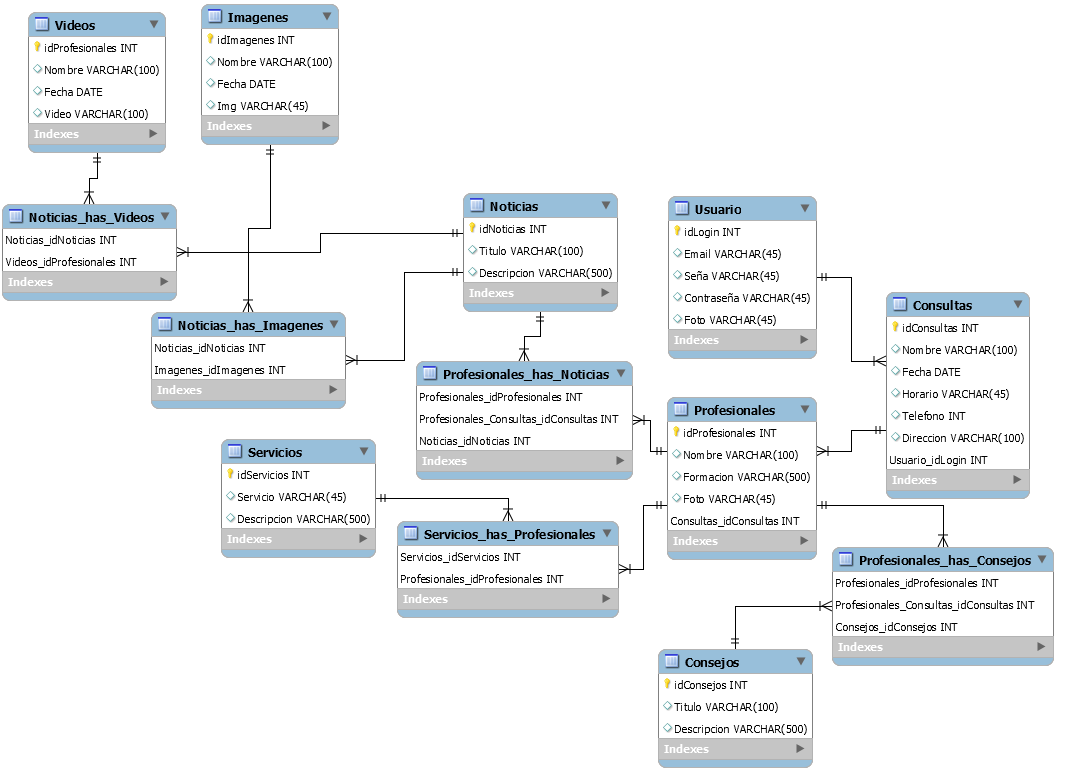 Videos
idProfesionales INT
Nombre VARCHAR(100)
Fecha DATE
Video VARCHAR(100)
Indexes
Imagenes
idImagenes INT
Nombre VARCHAR(100)
Fecha DATE
Img VARCHAR(45)
Indexes
Noticias_has_Videos
Noticias_idNoticias INT
Videos_idProfesionales INT
Indexes
Noticias
idNoticias INT
Titulo VARCHAR(100)
Descripcion VARCHAR(500)
Indexes
Usuario
idLogin INT
Email VARCHAR(45)
Seña VARCHAR(45)
Contraseña VARCHAR(45)
Foto VARCHAR(45)
Indexes
Consultas
idConsultas INT
Nombre VARCHAR(100)
Fecha DATE
Horario VARCHAR(45)
Telefono INT
Direccion VARCHAR(100)
Usuario_idLogin INT
Indexes
Noticias_has_Imagenes
Noticias_idNoticias INT
Imagenes_idImagenes INT
Indexes
Profesionales_has_Noticias
Profesionales_idProfesionales INT
Profesionales_Consultas_idConsultas INT
Noticias_idNoticias INT
Indexes
Profesionales
idProfesionales INT
Nombre VARCHAR(100)
Formacion VARCHAR(500)
Foto VARCHAR(45)
Consultas_idConsultas INT
Indexes
Servicios
idServicios INT
Servicio VARCHAR(45)
Descripcion VARCHAR(500)
Indexes
Servicios_has_Profesionales
Servicios_idServicios INT
Profesionales_idProfesionales INT
Indexes
Profesionales_has_Consejos
Profesionales_idProfesionales INT
Profesionales_Consultas_idConsultas INT
Consejos_idConsejos INT
Indexes
Consejos
idConsejos INT
Titulo VARCHAR(100)
Descripcion VARCHAR(500)
Indexes